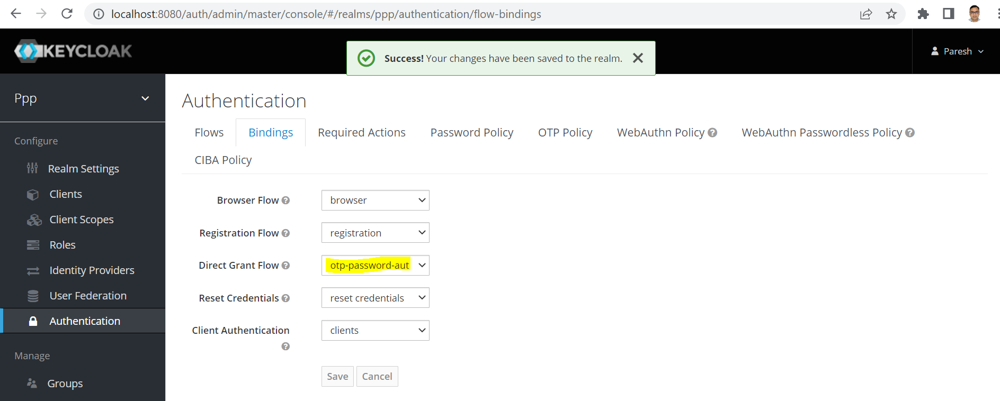 localhost:8080/auth/admin/master/console/#/realms/ppp/authentication/flow-bindings
KEYCLOAK
Success! Your changes have been saved to the realm.
Paresh
Ppp
Configure
Realm Settings
Clients
Client Scopes
Roles
Identity Providers
User Federation
Authentication
Manage
Groups
Authentication
Flows Bindings Required Actions Password Policy OTP Policy WebAuthn Policy WebAuthn Passwordless Policy
CIBA Policy
Browser Flow browser
Registration Flow registration
Direct Grant Flow otp-password-aut
Reset Credentials reset credentials
Client Authentication clients
Save Cancel